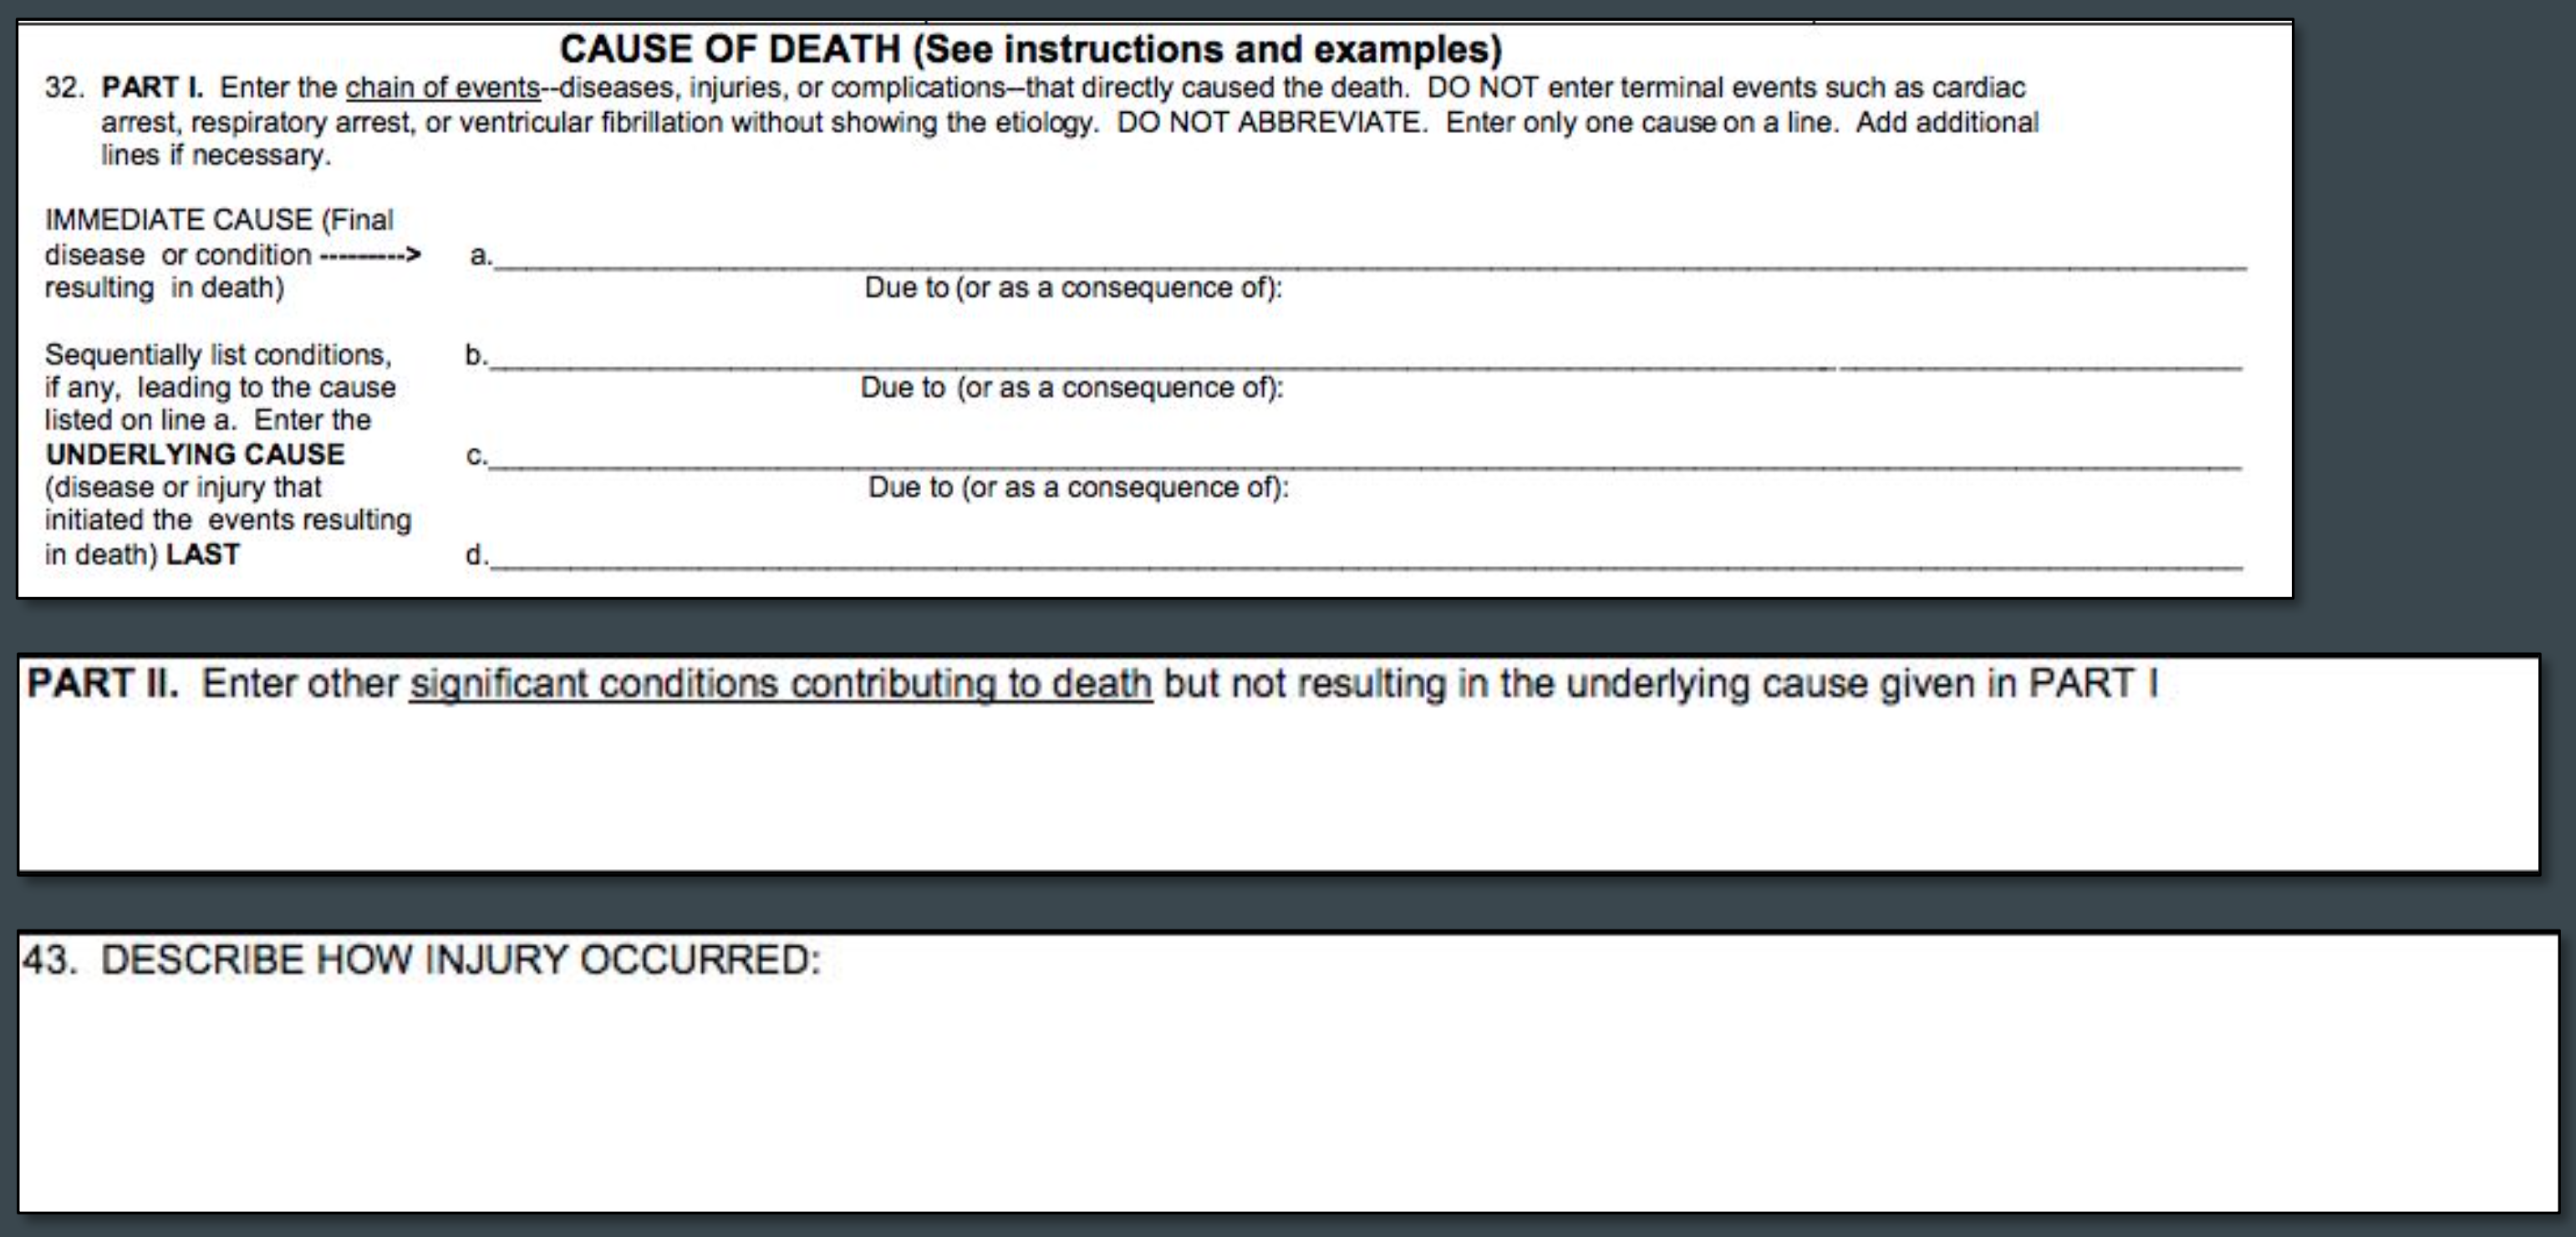 CAUSE OF DEATH (See instructions and examples)
32. PART I. Enter the chain of events--diseases, injuries, or complications--that directly caused the death. DO NOT enter terminal events such as cardiac
arrest, respiratory arrest, or ventricular fibrillation without showing the etiology. DO NOT ABBREVIATE. Enter only one cause on a line. Add additional
lines if necessary.
IMMEDIATE CAUSE (Final
disease or condition --------->   a.
resulting in death)   Due to (or as a consequence of):
Sequentially list conditions,   b.
if any, leading to the cause   Due to (or as a consequence of):
listed on line a. Enter the
UNDERLYING CAUSE   c.
(disease or injury that   Due to (or as a consequence of):
initiated the events resulting
in death) LAST   d.
PART II. Enter other significant conditions contributing to death but not resulting in the underlying cause given in PART I
43. DESCRIBE HOW INJURY OCCURRED: